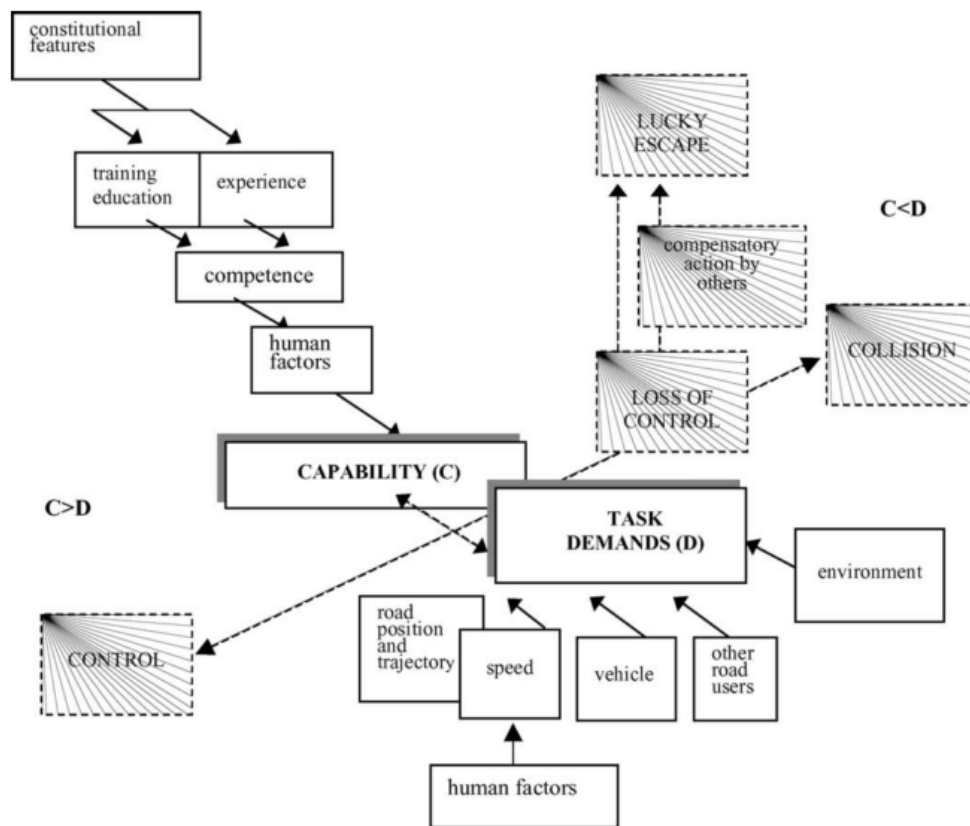 constitutional
features
LUCKY
ESCAPE
training
education
experience
C<D
compensatory
action by
others
competence
human
factors
COLLISION
LOSS OF
CONTROL
CAPABILITY (C)
C>D
TASK
DEMANDS (D)
environment
road
position
and
trajectory
speed
vehicle
other
road
users
CONTROL
human factors